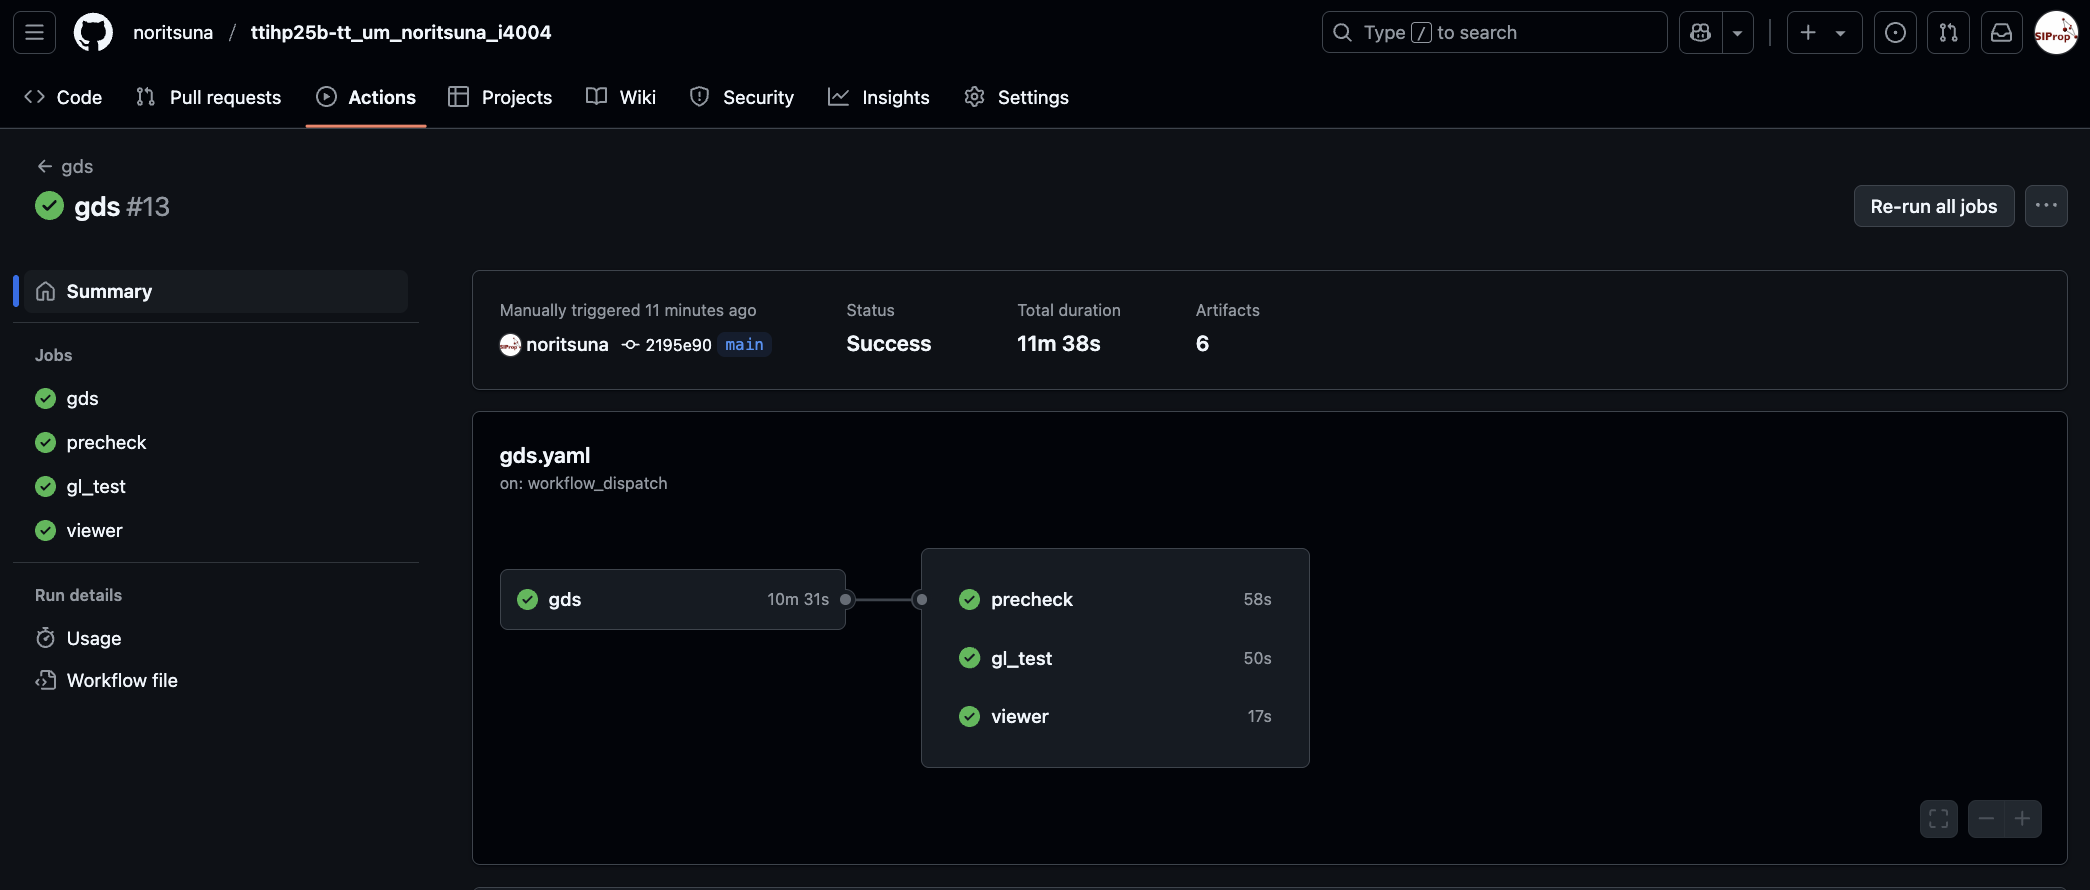 noritsuna / ttihp25b-tt_um_noritsuna_i4004
Type / to search
SIProp
Code
Pull requests
Actions
Projects
Wiki
Security
Insights
Settings
← gds
gds #13
Re-run all jobs
Summary
Jobs
gds
precheck
gl_test
viewer
Run details
Usage
Workflow file
Manually triggered 11 minutes ago
noritsuna 2195e90 main
Status
Success
Total duration
11m 38s
Artifacts
6
gds.yaml
on: workflow_dispatch
gds 10m 31s
precheck 58s
gl_test 50s
viewer 17s